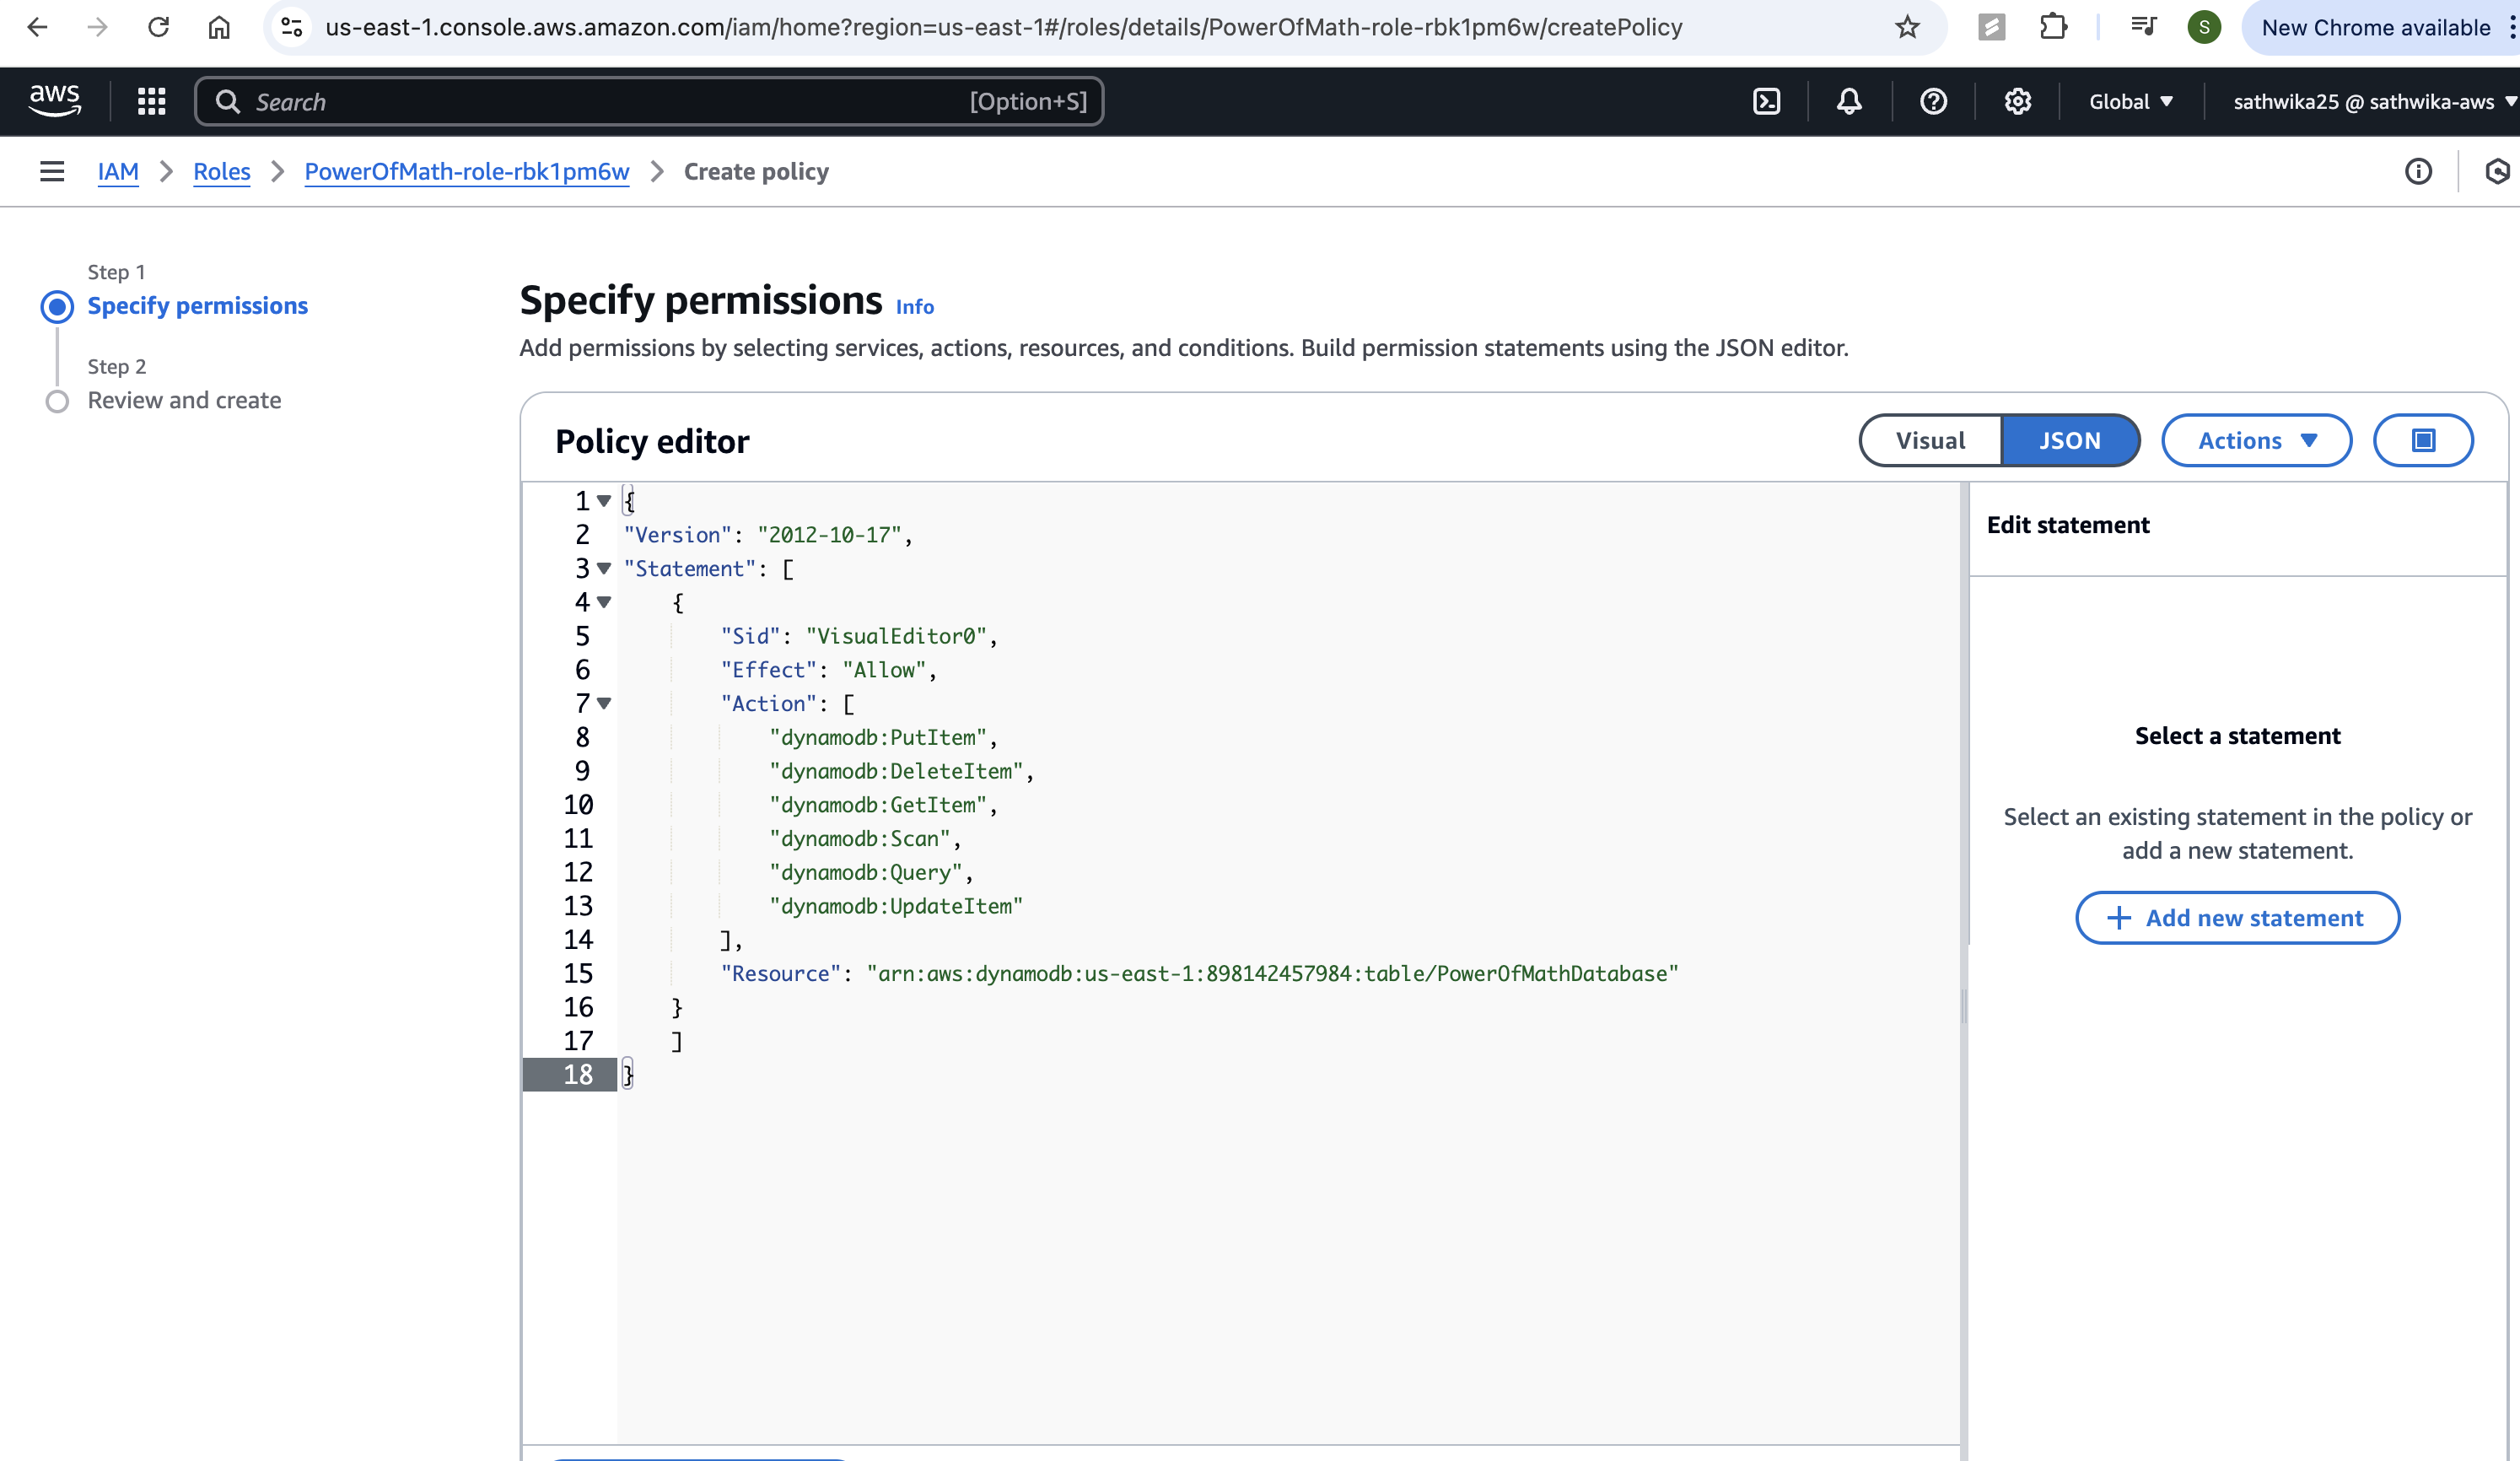 us-east-1.console.aws.amazon.com/iam/home?region=us-east-1#/roles/details/PowerOfMath-role-rbk1pm6w/createPolicy
S
New Chrome available
aws
Search
[Option+S]
Global
sathwika25 @ sathwika-aws
IAM
Roles
PowerOfMath-role-rbk1pm6w
Create policy
Step 1
Specify permissions
Step 2
Review and create
Specify permissions Info
Add permissions by selecting services, actions, resources, and conditions. Build permission statements using the JSON editor.
Policy editor
Visual
JSON
Actions
1 {
2 "Version": "2012-10-17",
3 "Statement": [
4 {
5 "Sid": "VisualEditor0",
6 "Effect": "Allow",
7 "Action": [
8 "dynamodb:PutItem",
9 "dynamodb:DeleteItem",
10 "dynamodb:GetItem",
11 "dynamodb:Scan",
12 "dynamodb:Query",
13 "dynamodb:UpdateItem"
14 ],
15 "Resource": "arn:aws:dynamodb:us-east-1:898142457984:table/PowerOfMathDatabase"
16 }
17 ]
18 }
Edit statement
Select a statement
Select an existing statement in the policy or
add a new statement.
+ Add new statement